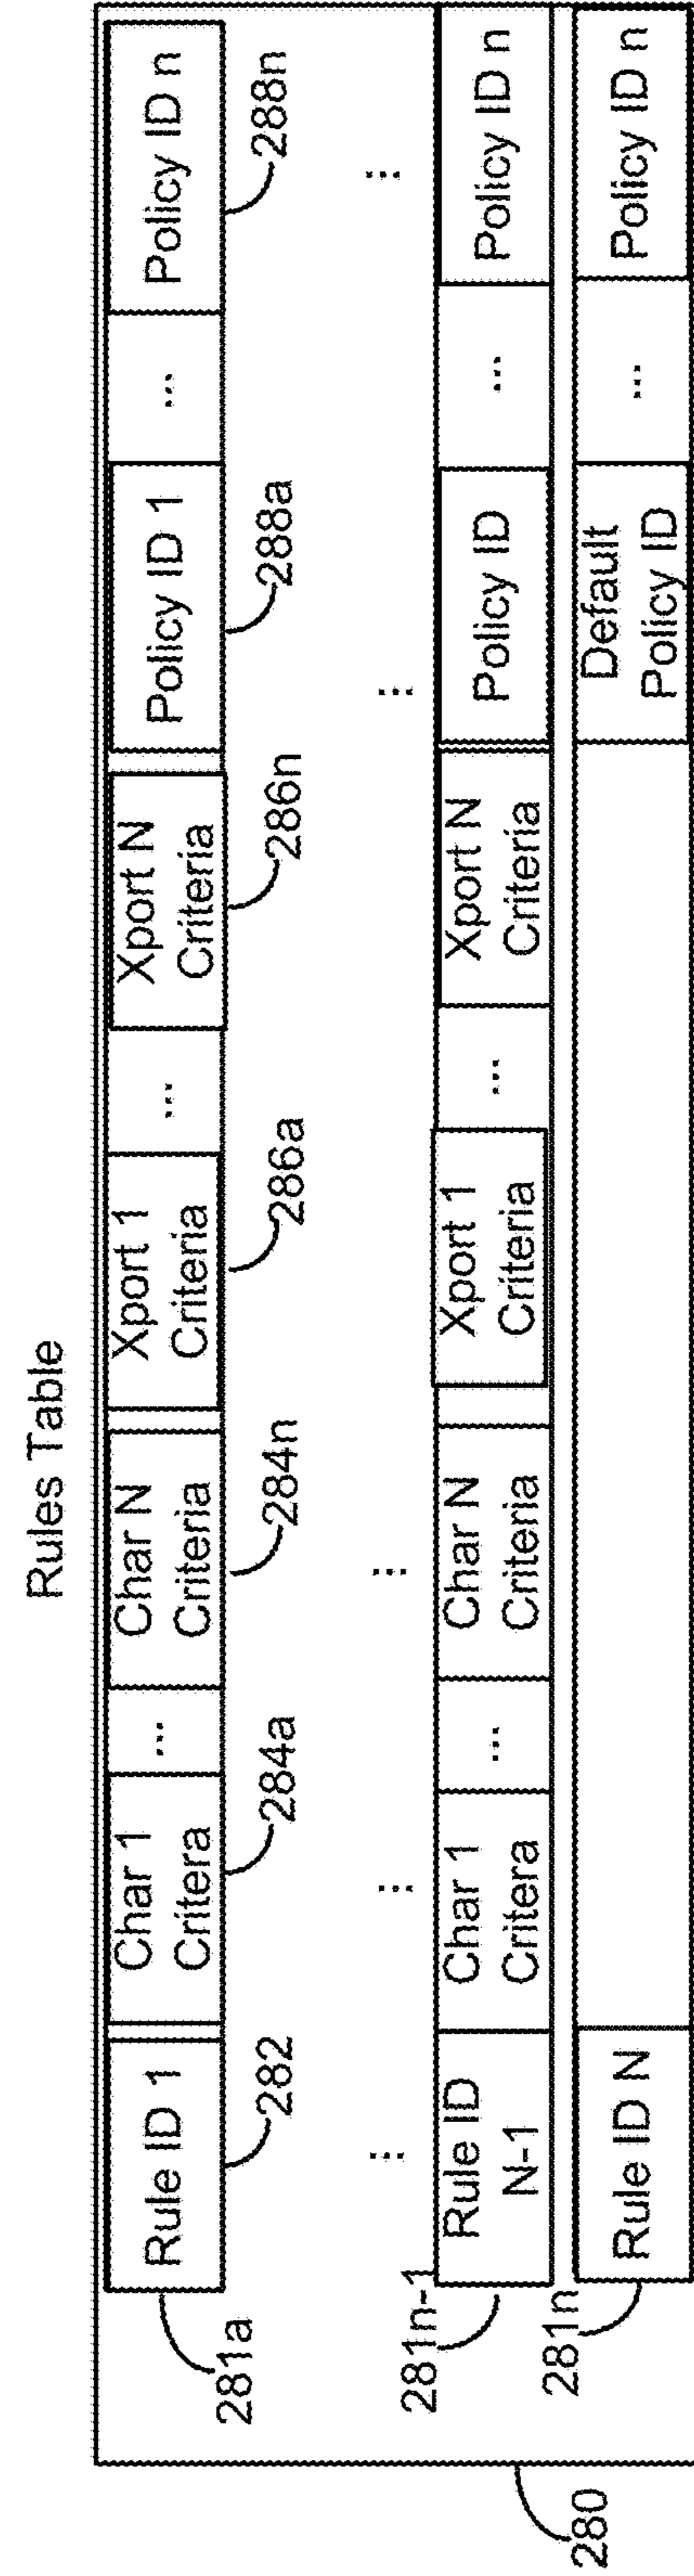 Rules Table
Rule ID 1
Char 1
Critera
...
Char N
Criteria
Xport 1
Criteria
...
Xport N
Criteria
Policy ID 1
...
Policy ID n
281a
282
284a
284n
286a
286n
288a
288n
...
...
...
...
...
281n-1
Rule ID
N-1
Char 1
Critera
...
Char N
Criteria
Xport 1
Criteria
...
Xport N
Criteria
Policy ID
...
Policy ID n
281n
Rule ID N
Default
Policy ID
...
Policy ID n
280